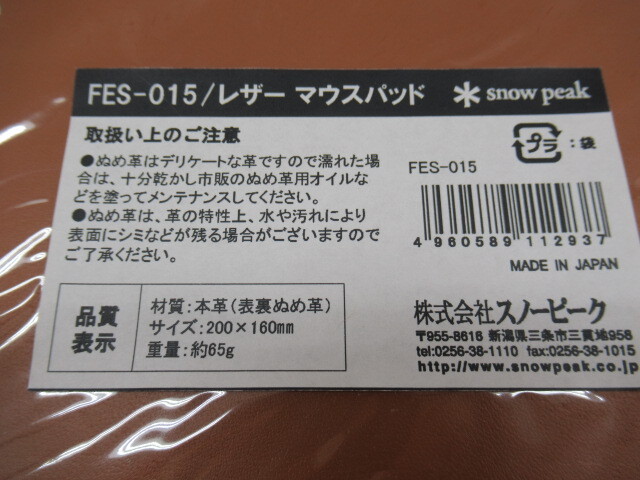 FES-015/レザー マウスパッド
snow peak
取扱い上のご注意
●ぬめ革はデリケートな革ですので濡れた場
合は、十分乾かし市販のぬめ革用オイルな
どを塗ってメンテナンスしてください。
●ぬめ革は、革の特性上、水や汚れにより
表面にシミなどが残る場合がございますので
ご了承ください。
品質
表示
材質：本革（表裏ぬめ革）
サイズ：200×160mm
重量：約65g
プラ
：袋
FES-015
4 960589 112937
MADE IN JAPAN
株式会社スノーピーク
〒955-8616 新潟県三条市三貫地958
tel:0256-38-1110 fax:0256-38-1015
http://www.snowpeak.co.jp